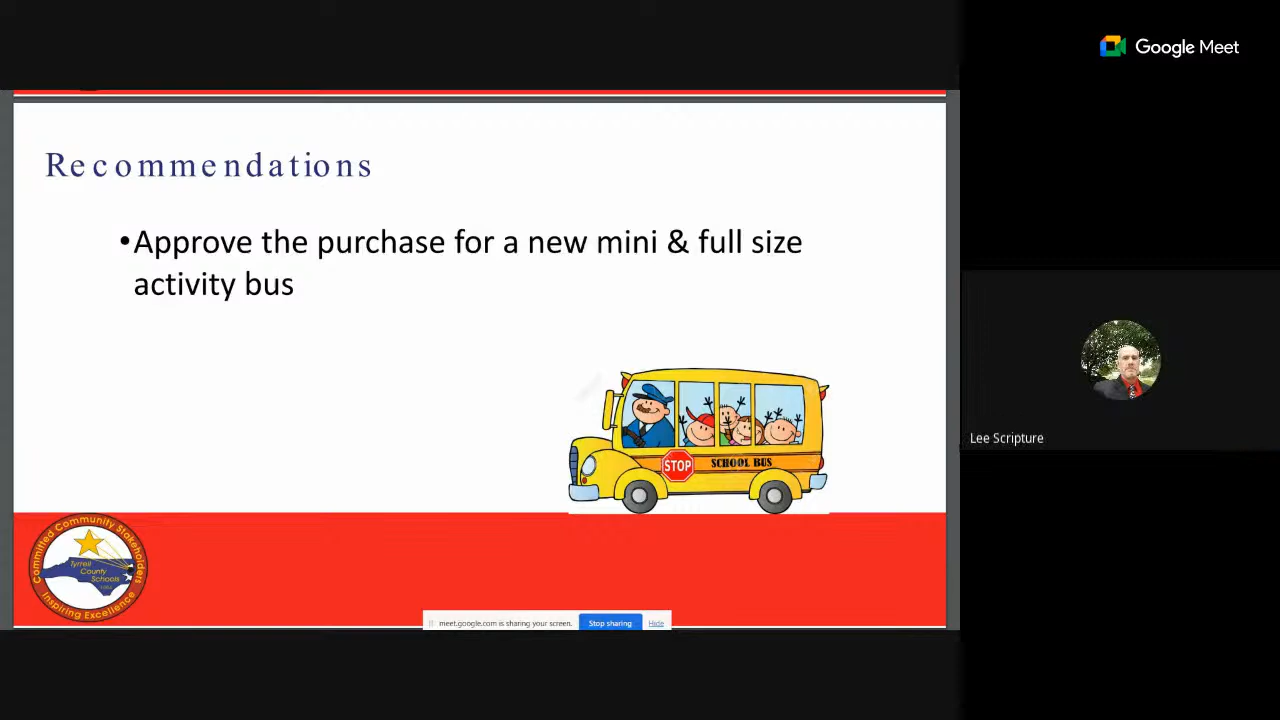 Google Meet
Recommendations
•Approve the purchase for a new mini & full size
activity bus
STOP
SCHOOL BUS
Lee Scripture
Committed Community Stakeholders
Tyrrell
County
Schools
Inspiring Excellence
meet.google.com is sharing your screen.
Stop sharing
Hide